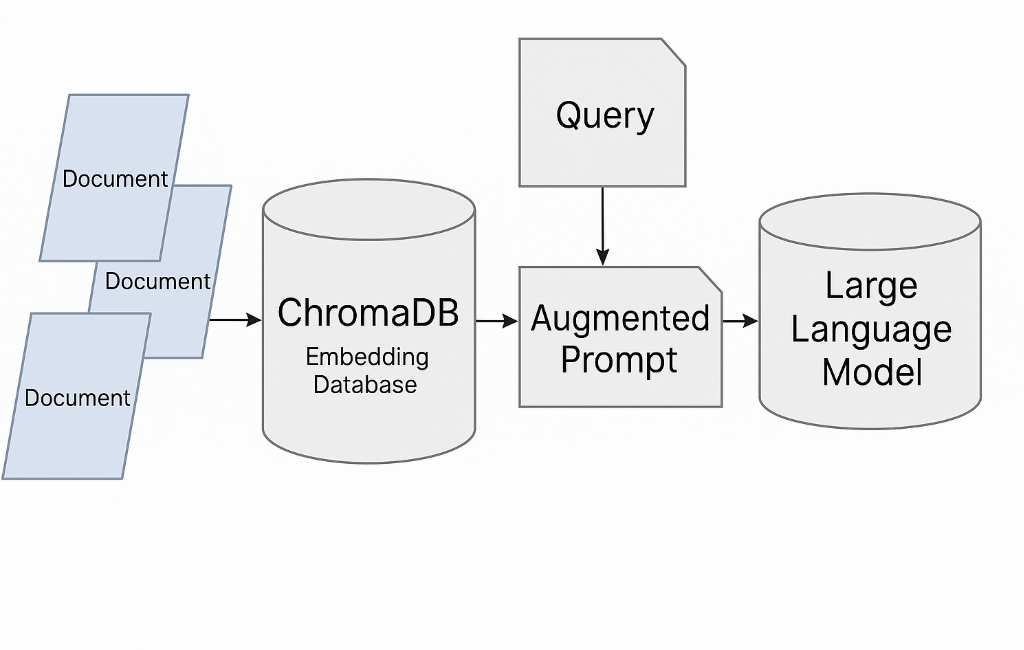 Document
Document
Document
ChromaDB
Embedding
Database
Query
Augmented
Prompt
Large
Language
Model